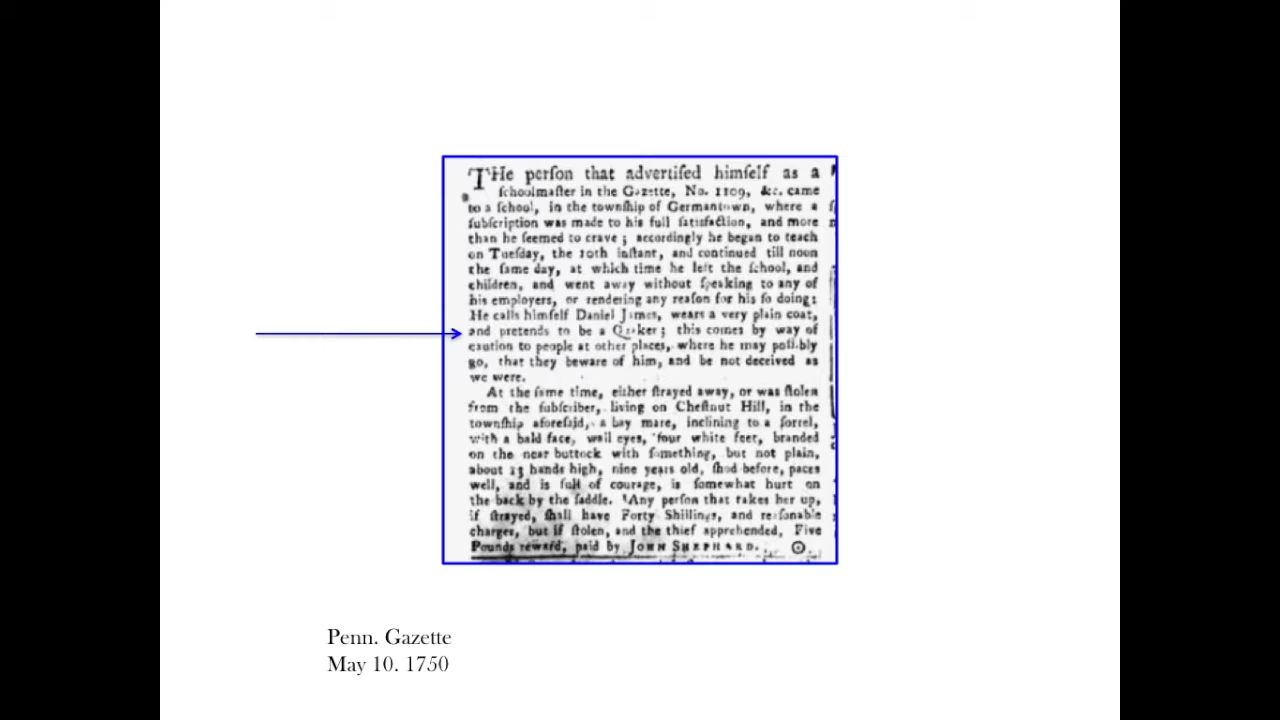 THe perſon that advertiſed himſelf as a
ſchoolmaſter in the Gazette, No. 1109, &c. came
to a ſchool, in the townſhip of Germantown, where a
ſubſcription was made to his full ſatisfaction, and more
than he ſeemed to crave; accordingly he began to teach
on Tueſday, the 10th inſtant, and continued till noon
the ſame day, at which time he left the ſchool, and
children, and went away without ſpeaking to any of
his employers, or rendering any reaſon for his ſo doing:
He calls himſelf Daniel James, wears a very plain coat,
and pretends to be a Quaker; this comes by way of
caution to people at other places, where he may poſſibly
go, that they beware of him, and be not deceived as
we were.
At the ſame time, either ſtrayed away, or was ſtolen
from the ſubſcriber, living on Cheſtnut Hill, in the
townſhip aforeſaid, a bay mare, inclining to a ſorrel,
with a bald face, wall eyes, four white feet, branded
on the near buttock with ſomething, but not plain,
about 13 hands high, nine years old, ſhod before, paces
well, and is full of courage, is ſomewhat hurt on
the back by the ſaddle. Any perſon that takes her up,
if ſtrayed, ſhall have Forty Shillings, and reaſonable
charges, but if ſtolen, and the thief apprehended, Five
Pounds reward, paid by JOHN SHEPHARD.
Penn. Gazette
May 10. 1750